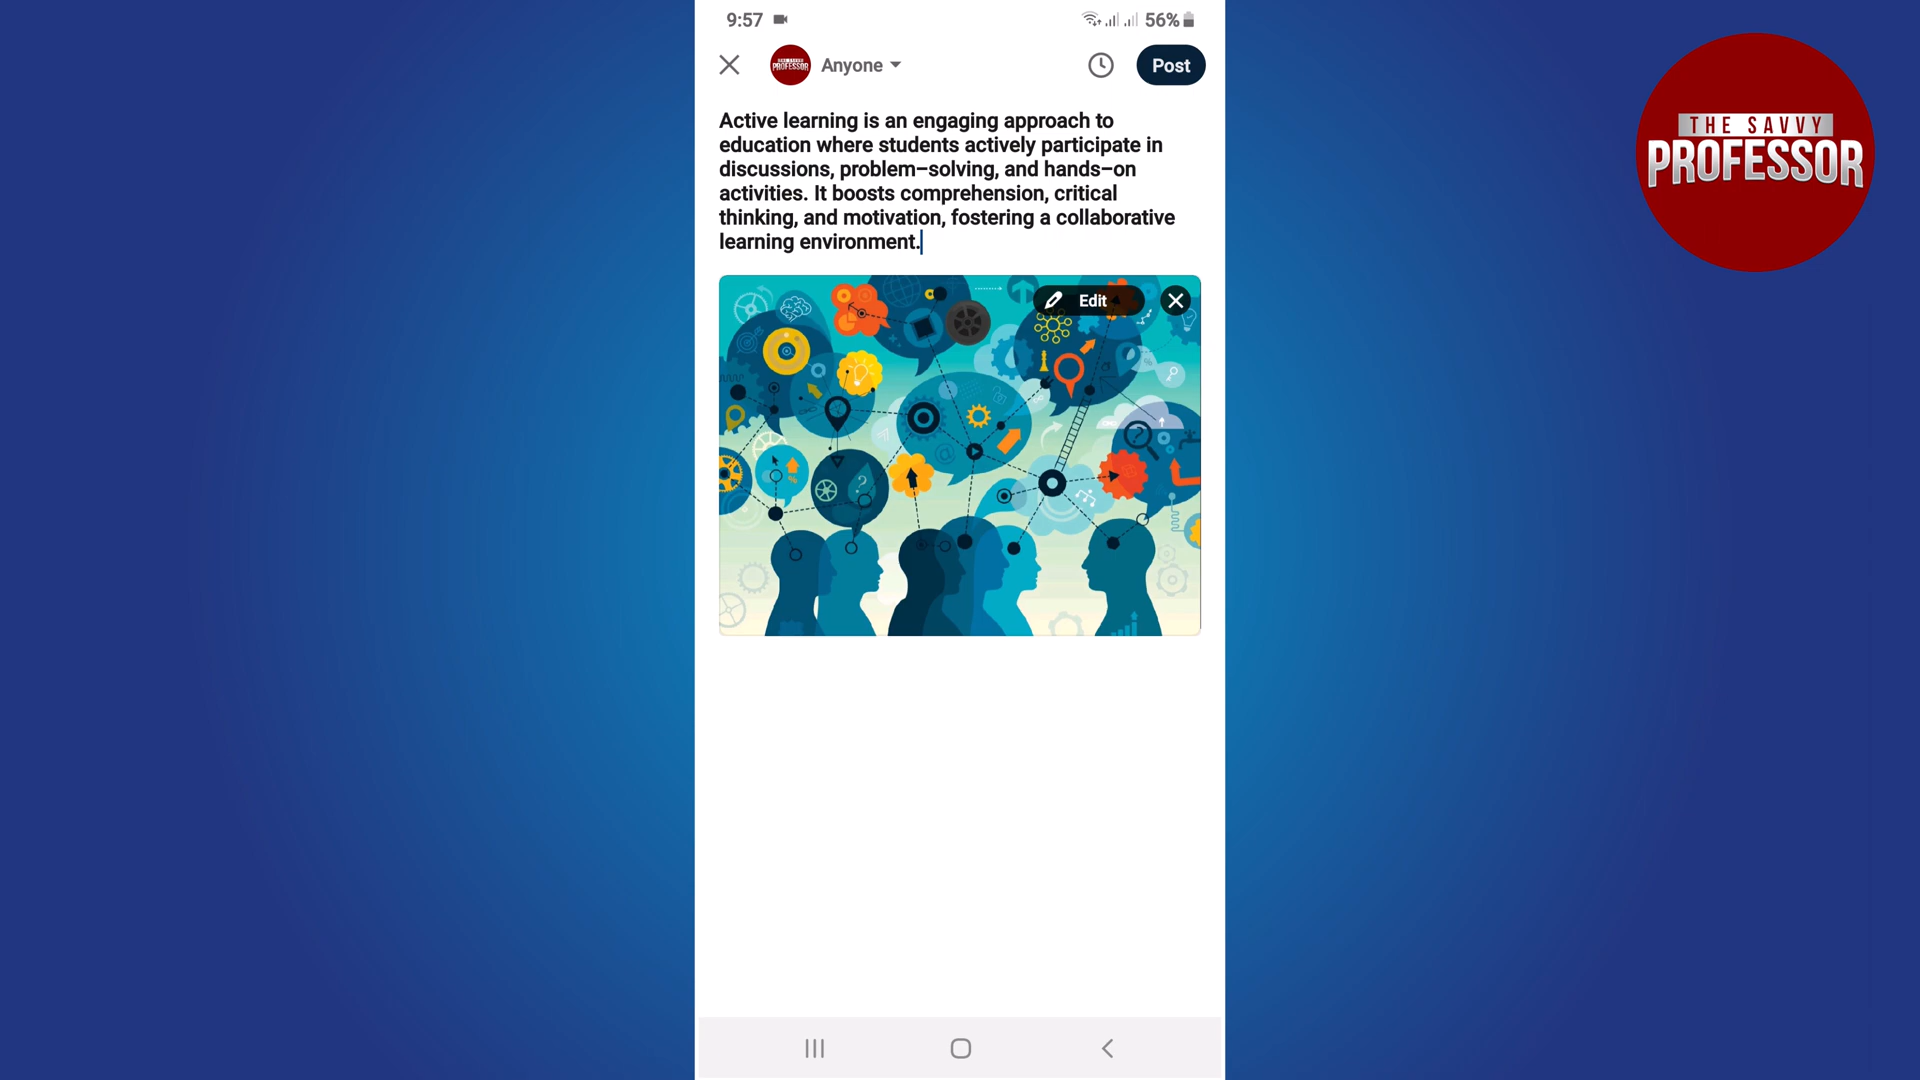 9:57
56%
Anyone
Post
THE SAVVY
PROFESSOR
Active learning is an engaging approach to
education where students actively participate in
discussions, problem-solving, and hands-on
activities. It boosts comprehension, critical
thinking, and motivation, fostering a collaborative
learning environment.
Edit